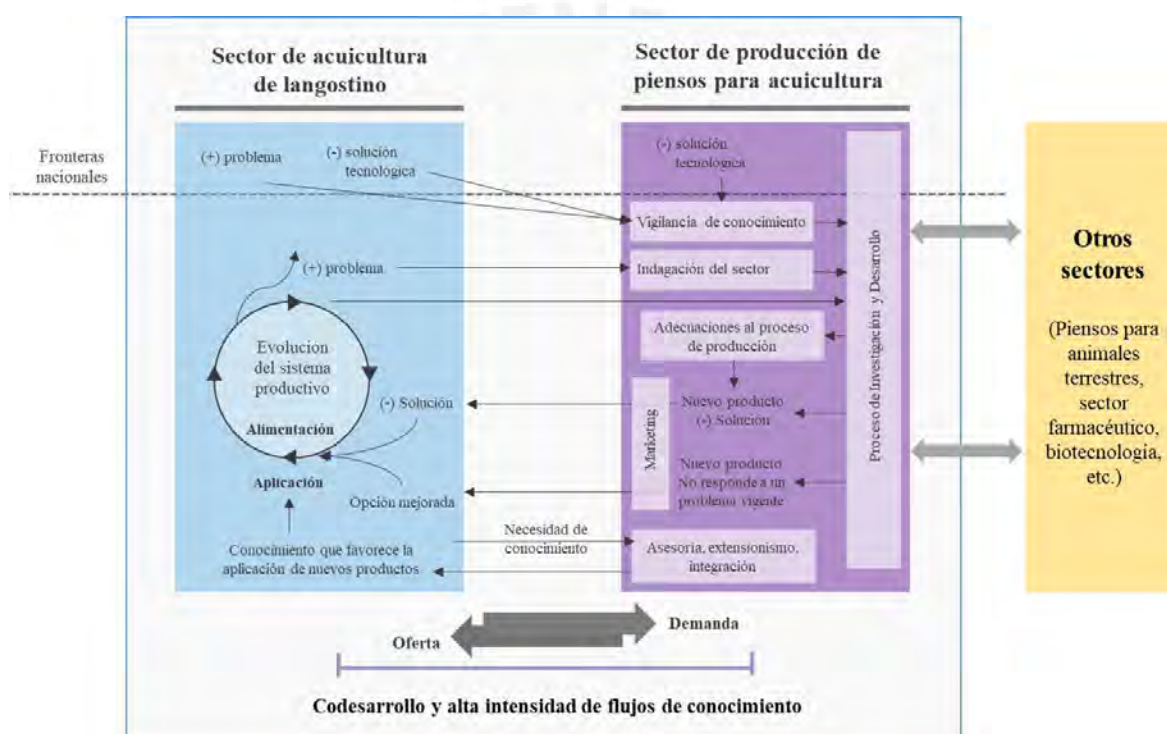 Sector de acuicultura
de langostino
Sector de producción de
piensos para acuicultura
Fronteras
nacionales
(+) problema
(-) solución
tecnológica
(-) solución
tecnológica
Vigilancia de conocimiento
(+) problema
Indagación del sector
Adecuaciones al proceso
de producción
Evolucion
del sistema
productivo
Alimentación
Aplicación
(-) Solución
Opción mejorada
Marketing
Nuevo producto
(-) Solución
Nuevo producto
No responde a un
problema vigente
Proceso de Investigación y Desarrollo
Necesidad de
conocimiento
Conocimiento que favorece la
aplicación de nuevos productos
Asesoría, extensionismo,
integración
Otros
sectores
(Piensos para
animales
terrestres,
sector
farmacéutico,
biotecnología,
etc.)
Oferta
Demanda
Codesarrollo y alta intensidad de flujos de conocimiento